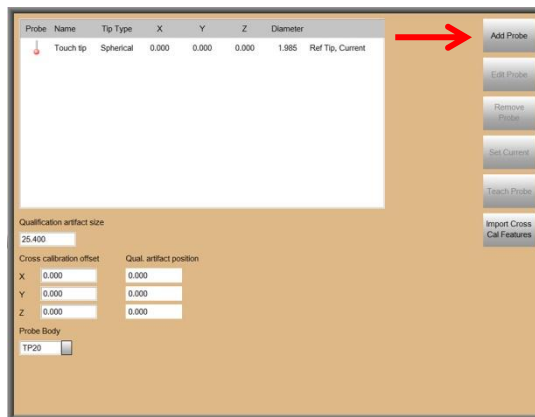 Probe Name Tip Type X Y Z Diameter
Touch tip Spherical 0.000 0.000 0.000 1.985 Ref Tip, Current
Add Probe
Edit Probe
Remove
Probe
Set Current
Teach Probe
Import Cross
Cal Features
Qualification artifact size
25.400
Cross calibration offset Qual. artifact position
X 0.000 0.000
Y 0.000 0.000
Z 0.000 0.000
Probe Body
TP20